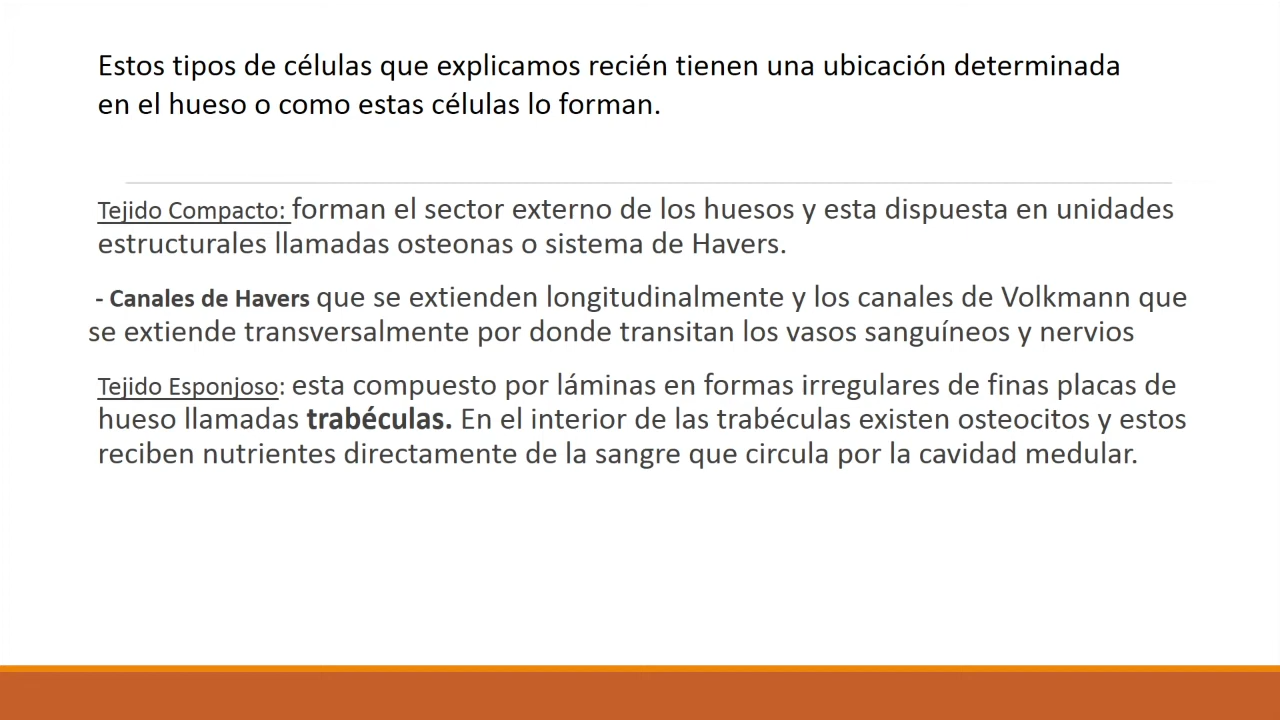 Estos tipos de células que explicamos recién tienen una ubicación determinada
en el hueso o como estas células lo forman.
Tejido Compacto: forman el sector externo de los huesos y esta dispuesta en unidades
estructurales llamadas osteonas o sistema de Havers.
- Canales de Havers que se extienden longitudinalmente y los canales de Volkmann que
se extiende transversalmente por donde transitan los vasos sanguíneos y nervios
Tejido Esponjoso: esta compuesto por láminas en formas irregulares de finas placas de
hueso llamadas trabéculas. En el interior de las trabéculas existen osteocitos y estos
reciben nutrientes directamente de la sangre que circula por la cavidad medular.